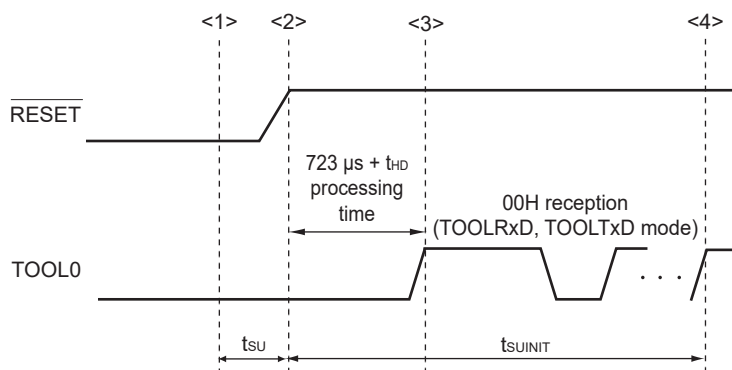 <1> <2> <3> <4>
RESET
723 µs + tHD
processing
time
00H reception
(TOOLRxD, TOOLTxD mode)
TOOL0
. . .
tSU
tSUINIT